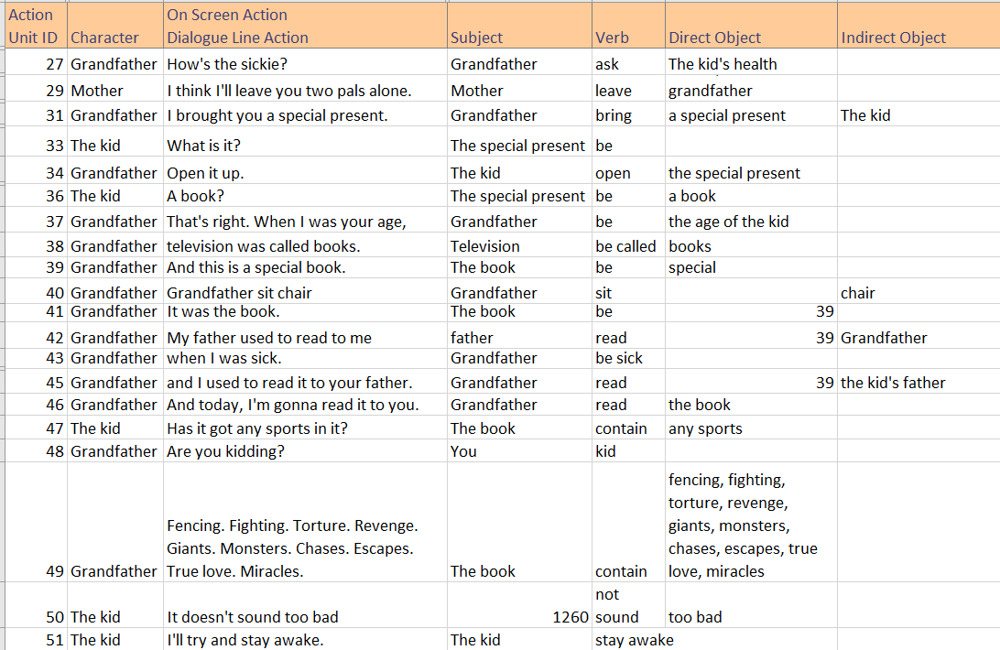 Action On Screen Action
Unit ID Character Dialogue Line Action Subject Verb Direct Object Indirect Object
27 Grandfather How's the sickie? Grandfather ask The kid's health
29 Mother I think I'll leave you two pals alone. Mother leave grandfather
31 Grandfather I brought you a special present. Grandfather bring a special present The kid
33 The kid What is it? The special present be
34 Grandfather Open it up. The kid open the special present
36 The kid A book? The special present be a book
37 Grandfather That's right. When I was your age, Grandfather be the age of the kid
38 Grandfather television was called books. Television be called books
39 Grandfather And this is a special book. The book be special
40 Grandfather Grandfather sit chair Grandfather sit chair
41 Grandfather It was the book. The book be 39
42 Grandfather My father used to read to me father read 39 Grandfather
43 Grandfather when I was sick. Grandfather be sick
45 Grandfather and I used to read it to your father. Grandfather read 39 the kid's father
46 Grandfather And today, I'm gonna read it to you. Grandfather read the book
47 The kid Has it got any sports in it? The book contain any sports
48 Grandfather Are you kidding? You kid
fencing, fighting,
torture, revenge,
Fencing. Fighting. Torture. Revenge. giants, monsters,
Giants. Monsters. Chases. Escapes. chases, escapes, true
49 Grandfather True love. Miracles. The book contain love, miracles
not
50 The kid It doesn't sound too bad 1260 sound too bad
51 The kid I'll try and stay awake. The kid stay awake